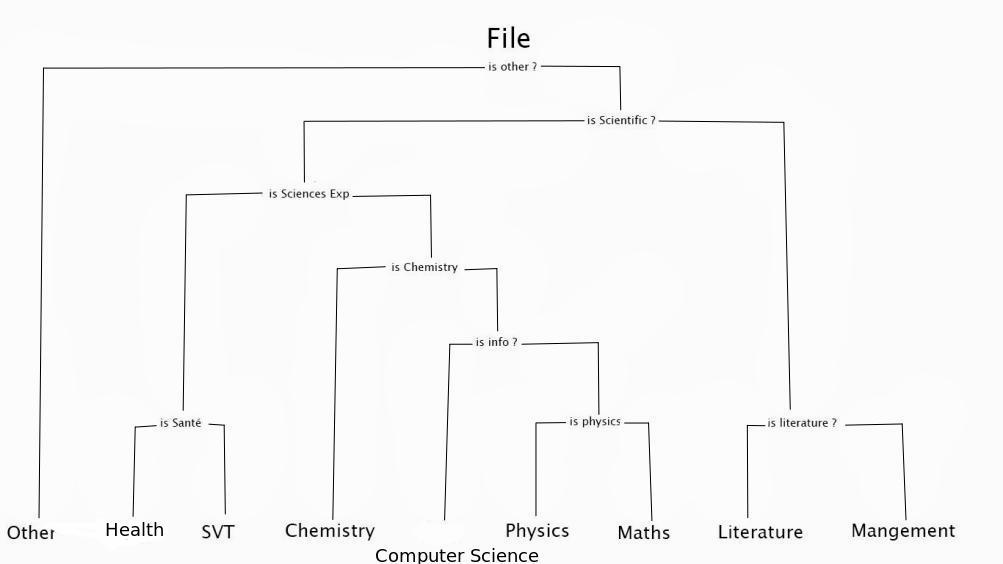 File
is other ?
is Scientific ?
is Sciences Exp
is Chemistry
is info ?
is Santé
is physics
is literature ?
Other
Health
SVT
Chemistry
Computer Science
Physics
Maths
Literature
Mangement